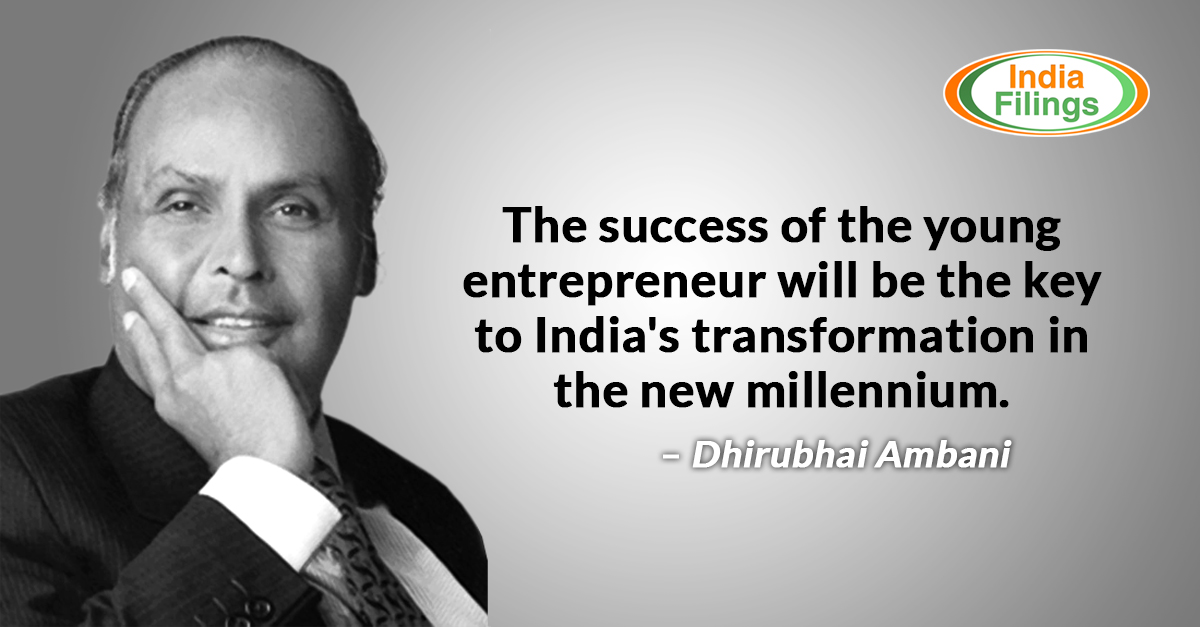 India
Filings
The success of the young
entrepreneur will be the key
to India's transformation in
the new millennium.
– Dhirubhai Ambani